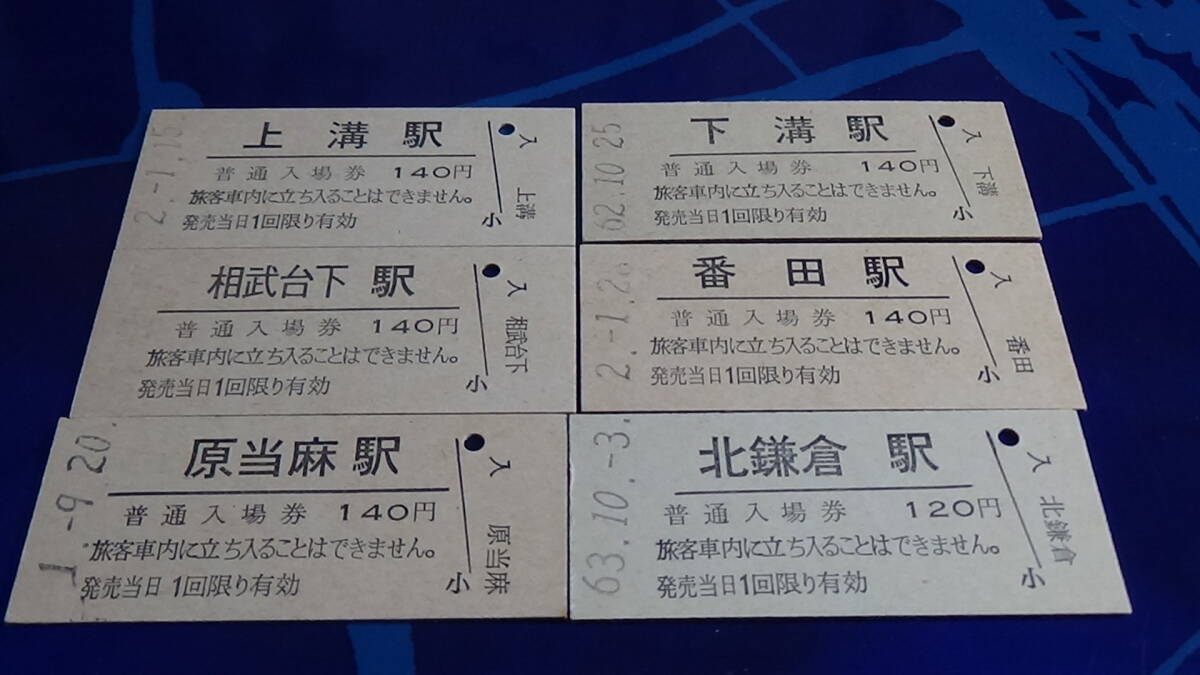 2.-1.15
上溝駅
普通入場券 140円
旅客車内に立ち入ることはできません。
発売当日1回限り有効
入
上溝
小
62.10.25
下溝駅
普通入場券 140円
旅客車内に立ち入ることはできません。
発売当日1回限り有効
入
下溝
小
相武台下 駅
普通入場券 140円
旅客車内に立ち入ることはできません。
発売当日1回限り有効
入
相武台下
小
2.-1.2
番田駅
普通入場券 140円
旅客車内に立ち入ることはできません。
発売当日1回限り有効
入
番田
小
1.-9.20.
原当麻 駅
普通入場券 140円
旅客車内に立ち入ることはできません。
発売当日1回限り有効
入
原当麻
小
63.10.-3.
北鎌倉 駅
普通入場券 120円
旅客車内に立ち入ることはできません。
発売当日1回限り有効
入
北鎌倉
小